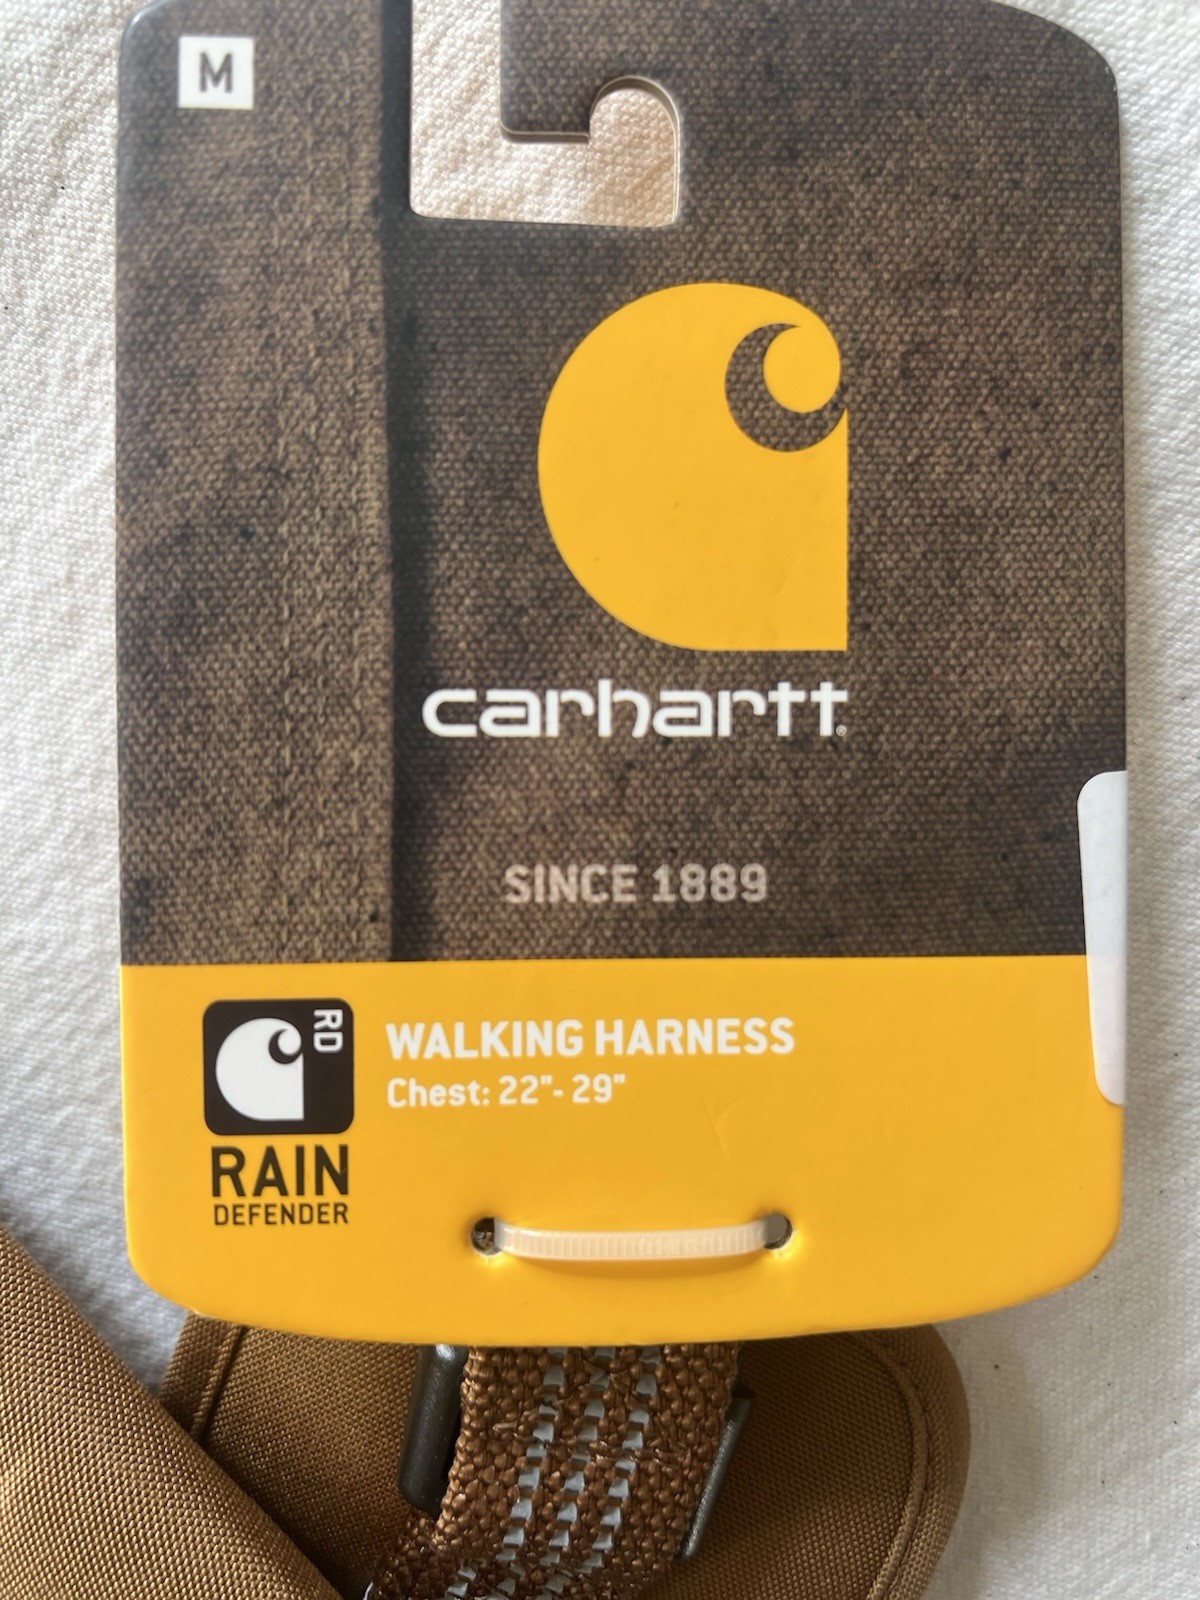 M
carhartt®
SINCE 1889
RD
RAIN
DEFENDER
WALKING HARNESS
Chest: 22"- 29"